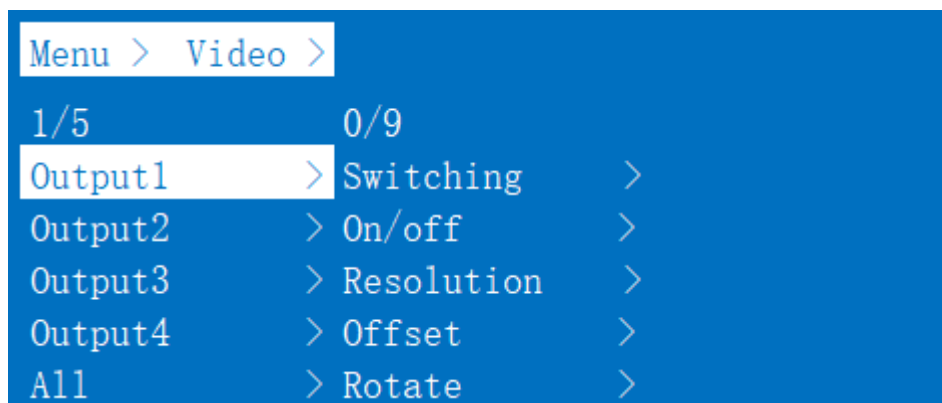 Menu > Video >
1/5 0/9
Output1 > Switching >
Output2 > On/off >
Output3 > Resolution >
Output4 > Offset >
All > Rotate >